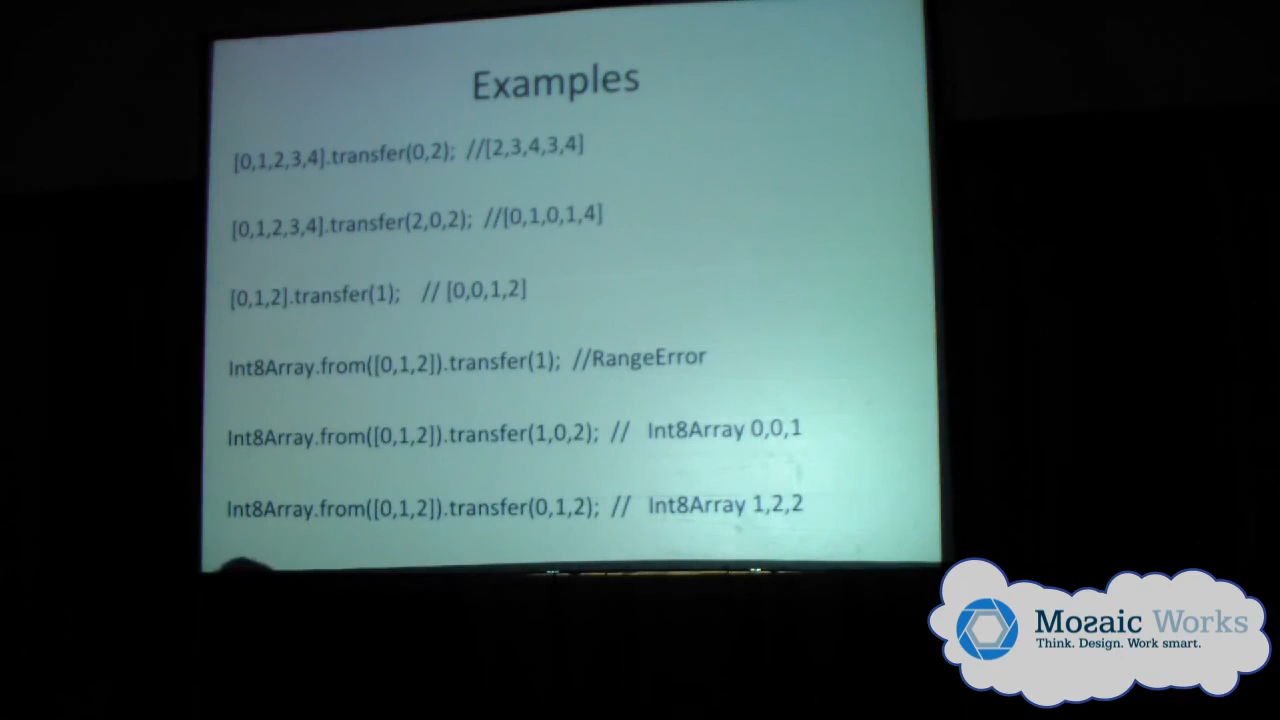 Examples
[0,1,2,3,4].transfer(0,2); //[2,3,4,3,4]
[0,1,2,3,4].transfer(2,0,2); //[0,1,0,1,4]
[0,1,2].transfer(1); // [0,0,1,2]
Int8Array.from([0,1,2]).transfer(1); //RangeError
Int8Array.from([0,1,2]).transfer(1,0,2); // Int8Array 0,0,1
Int8Array.from([0,1,2]).transfer(0,1,2); // Int8Array 1,2,2
Mozaic Works
Think. Design. Work smart.